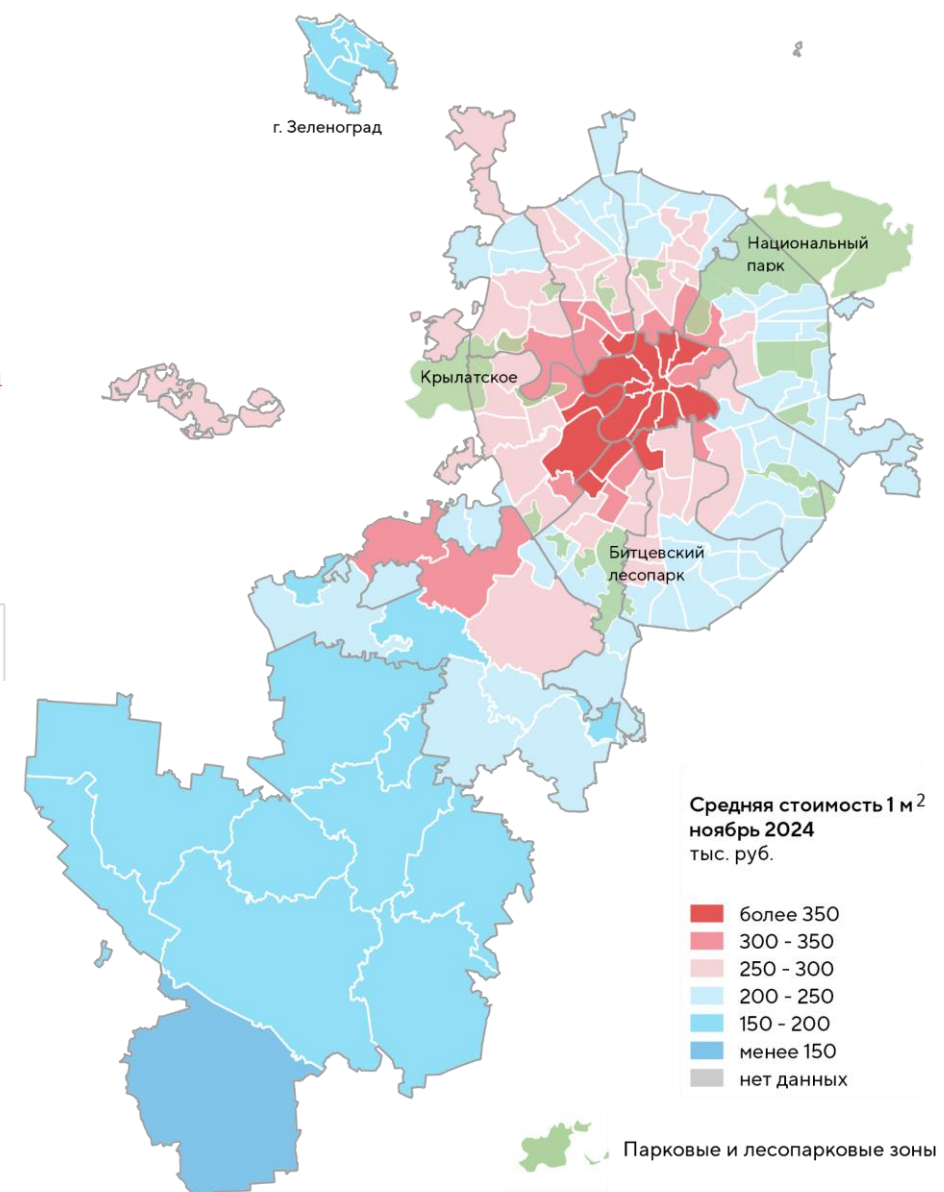 г. Зеленоград
Национальный
парк
Крылатское
Битцевский
лесопарк
Средняя стоимость 1 м²
ноябрь 2024
тыс. руб.
более 350
300 - 350
250 - 300
200 - 250
150 - 200
менее 150
нет данных
Парковые и лесопарковые зоны